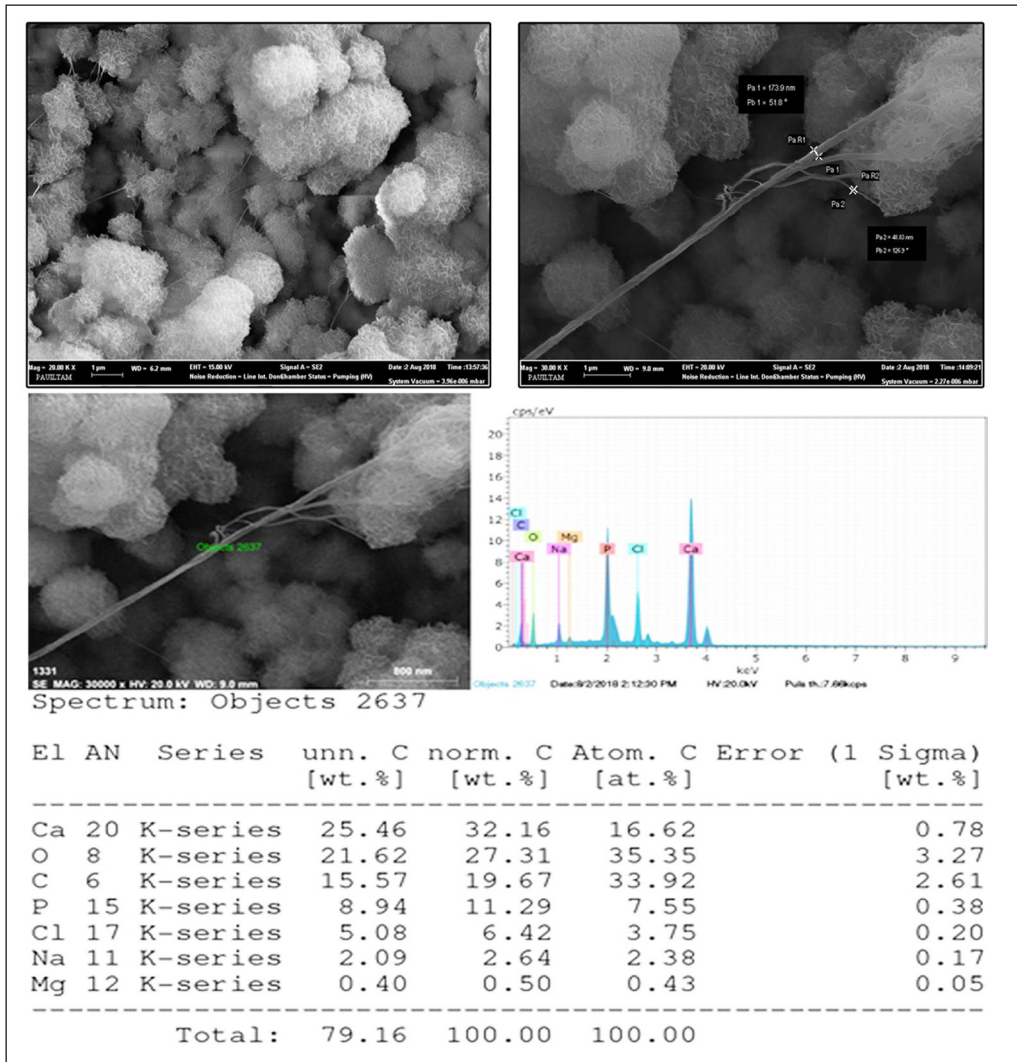 Mag = 20.00 K X 1 µm WD = 6.2 mm EHT = 15.00 kV Signal A = SE2 Date :2 Aug 2018 Time :13:57:36
PAUILTAM Noise Reduction = Line Int. Done Chamber Status = Pumping (HV)
System Vacuum = 3.96e-006 mbar
Pa 1 = 173.9 nm
Pb 1 = 51.8 °
Pa R1
Pa 1
Pa R2
Pa 2
Pa 2 = 48.83 nm
Pb 2 = 126.9 °
Mag = 30.00 K X 1 µm WD = 9.0 mm EHT = 20.00 kV Signal A = SE2 Date :2 Aug 2018 Time :14:09:21
PAUILTAM Noise Reduction = Line Int. Done Chamber Status = Pumping (HV)
System Vacuum = 2.27e-006 mbar
Objects 2637
1331
800 nm
SE MAG: 30000 x HV: 20.0 kV WD: 9.0 mm
cps/eV
20
18
16
14
12
10
8
6
4
2
0
Cl
C
O
Mg
Ca
Na
P
Cl
Ca
1 2 3 4 5 6 7 8 9
keV
Objects 2637 Date:8/2/2018 2:12:30 PM HV:20.0kV Puls th.:7.66kcps
Spectrum: Objects 2637
El AN Series unn. C norm. C Atom. C Error (1 Sigma)
[wt.%] [wt.%] [at.%] [wt.%]
Ca 20 K-series 25.46 32.16 16.62 0.78
O 8 K-series 21.62 27.31 35.35 3.27
C 6 K-series 15.57 19.67 33.92 2.61
P 15 K-series 8.94 11.29 7.55 0.38
Cl 17 K-series 5.08 6.42 3.75 0.20
Na 11 K-series 2.09 2.64 2.38 0.17
Mg 12 K-series 0.40 0.50 0.43 0.05
Total: 79.16 100.00 100.00